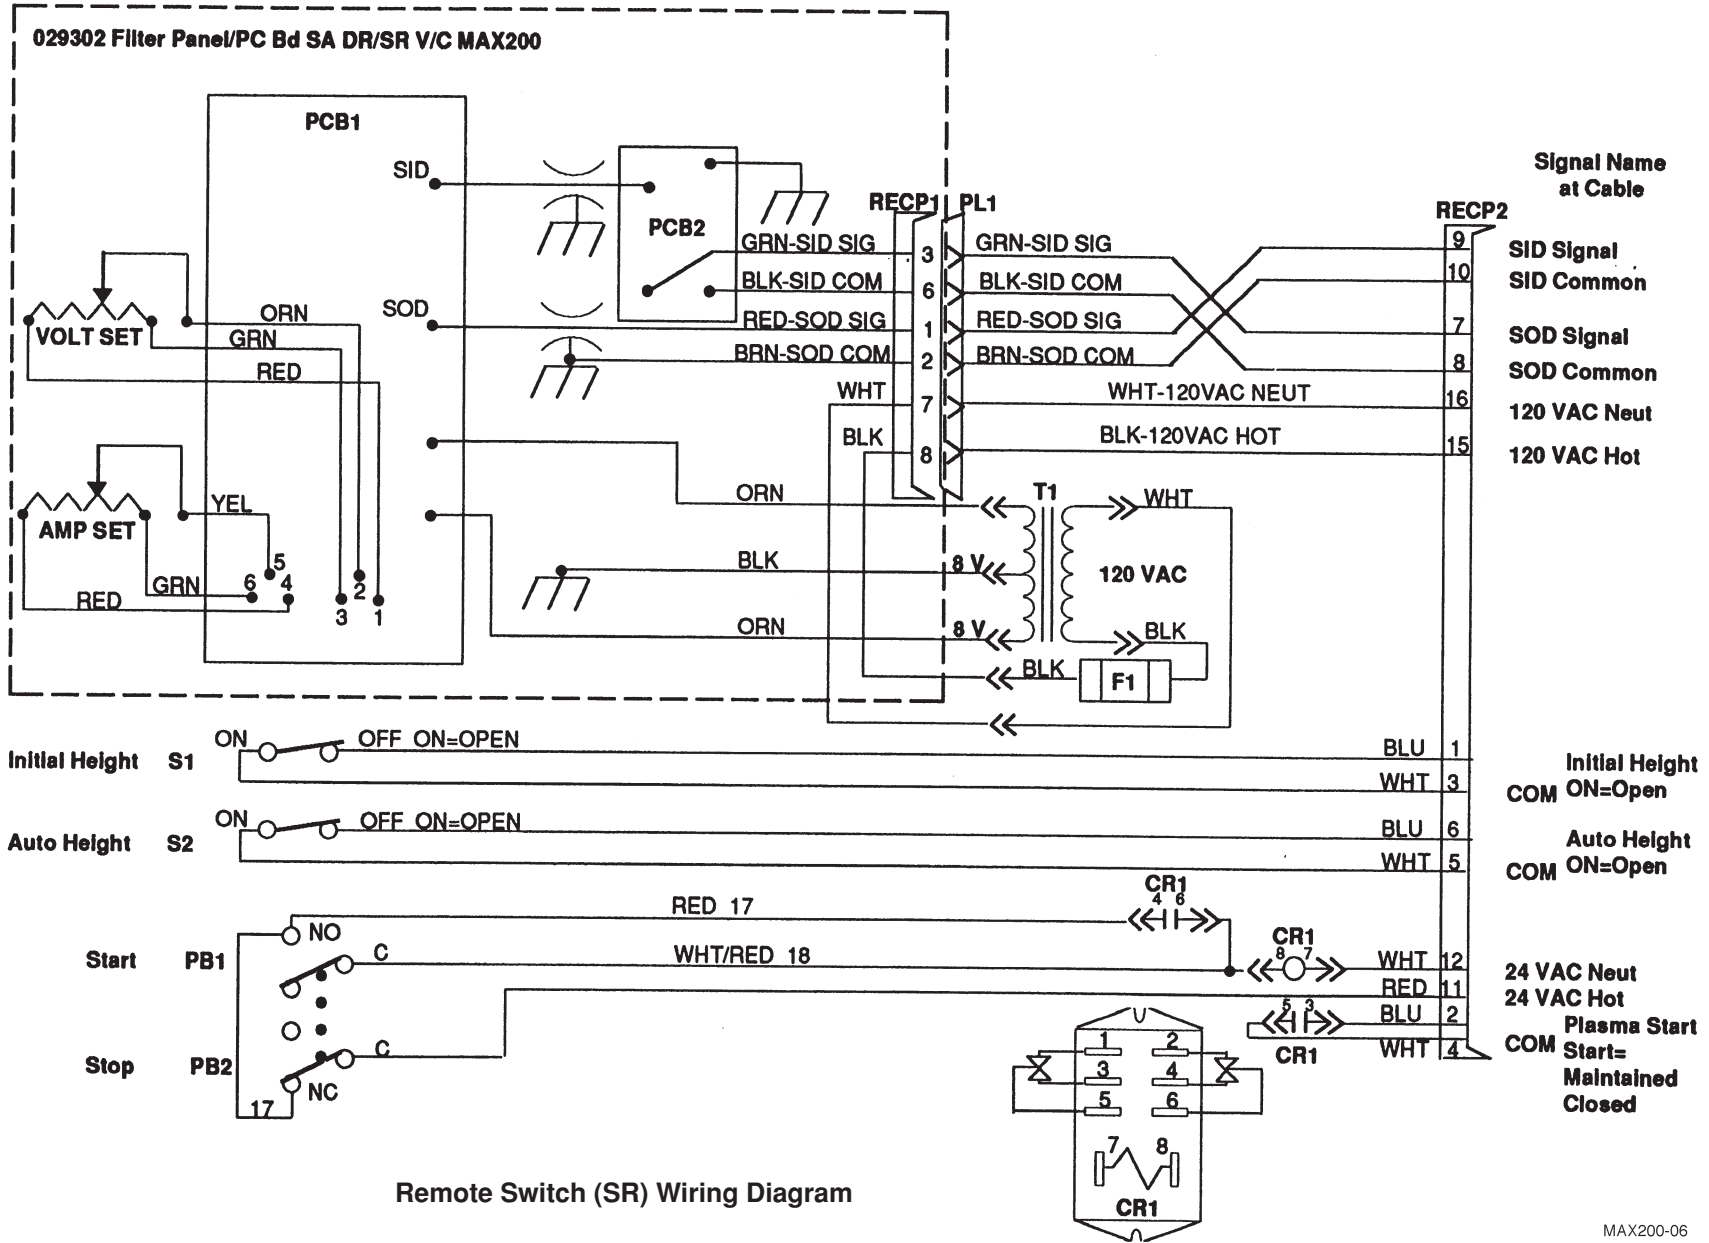 029302 Filter Panel/PC Bd SA DR/SR V/C MAX200
PCB1
SID
SOD
PCB2
RECP1
PL1
RECP2
Signal Name
at Cable
VOLT SET
ORN
GRN
RED
AMP SET
YEL
GRN
RED
5
6
4
2
3
1
GRN-SID SIG
3
GRN-SID SIG
9
SID Signal
BLK-SID COM
6
BLK-SID COM
10
SID Common
RED-SOD SIG
1
RED-SOD SIG
7
SOD Signal
BRN-SOD COM
2
BRN-SOD COM
8
SOD Common
WHT
7
WHT-120VAC NEUT
16
120 VAC Neut
BLK
8
BLK-120VAC HOT
15
120 VAC Hot
ORN
T1
WHT
BLK
8 V
120 VAC
ORN
8 V
BLK
BLK
F1
Initial Height S1
ON
OFF ON=OPEN
BLU
1
WHT
3
COM
Initial Height
ON=Open
Auto Height S2
ON
OFF ON=OPEN
BLU
6
WHT
5
COM
Auto Height
ON=Open
RED 17
CR1
4 6
Start PB1
NO
C
WHT/RED 18
CR1
8 7
WHT
12
24 VAC Neut
RED
11
24 VAC Hot
5 3
CR1
BLU
2
WHT
4
COM
Plasma Start
Start=
Maintained
Closed
Stop PB2
C
NC
17
1 2
3 4
5 6
7 8
CR1
Remote Switch (SR) Wiring Diagram
MAX200-06